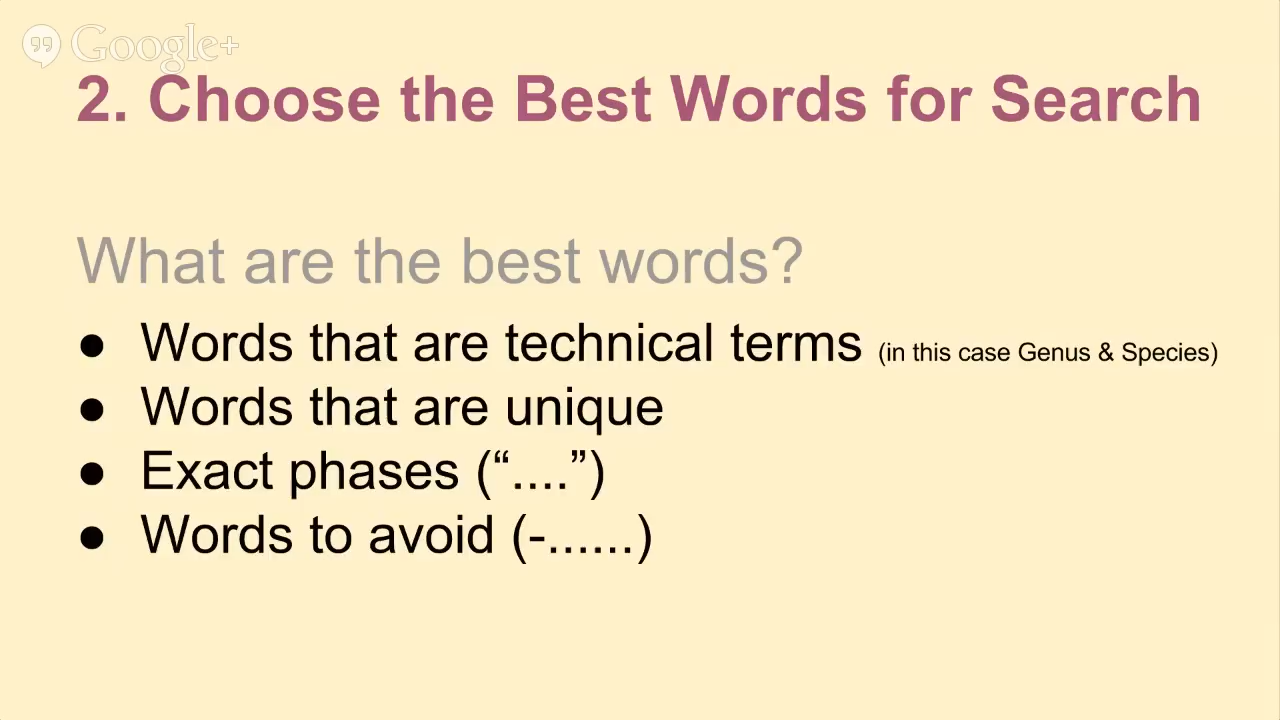 Google+
2. Choose the Best Words for Search
What are the best words?
● Words that are technical terms (in this case Genus & Species)
● Words that are unique
● Exact phases (“....”)
● Words to avoid (-......)